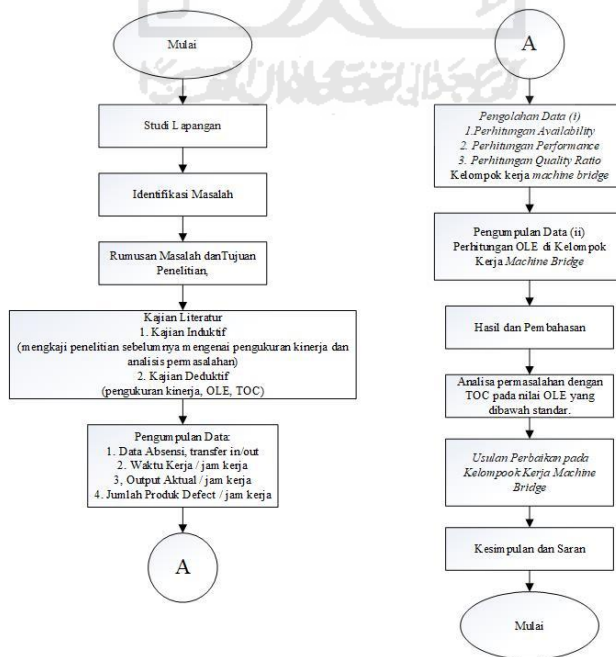 Mulai
Studi Lapangan
Identifikasi Masalah
Rumusan Masalah danTujuan
Penelitian,
Kajian Literatur
1. Kajian Induktif
(mengkaji penelitian sebelumnya mengenai pengukuran kinerja dan
analisis permasalahan)
2. Kajian Deduktif
(pengukuran kinerja, OLE, TOC)
Pengumpulan Data:
1. Data Absensi, transfer in/out
2. Waktu Kerja / jam kerja
3, Output Aktual / jam kerja
4. Jumlah Produk Defect / jam kerja
A
A
Pengolahan Data (i)
1.Perhitungan Availability
2. Perhitungan Performance
3. Perhitungan Quality Ratio
Kelompok kerja machine bridge
Pengumpulan Data (ii)
Perhitungan OLE di Kelompok
Kerja Machine Bridge
Hasil dan Pembahasan
Analisa permasalahan dengan
TOC pada nilai OLE yang
dibawah standar.
Usulan Perbaikan pada
Kelompook Kerja Machine
Bridge
Kesimpulan dan Saran
Mulai